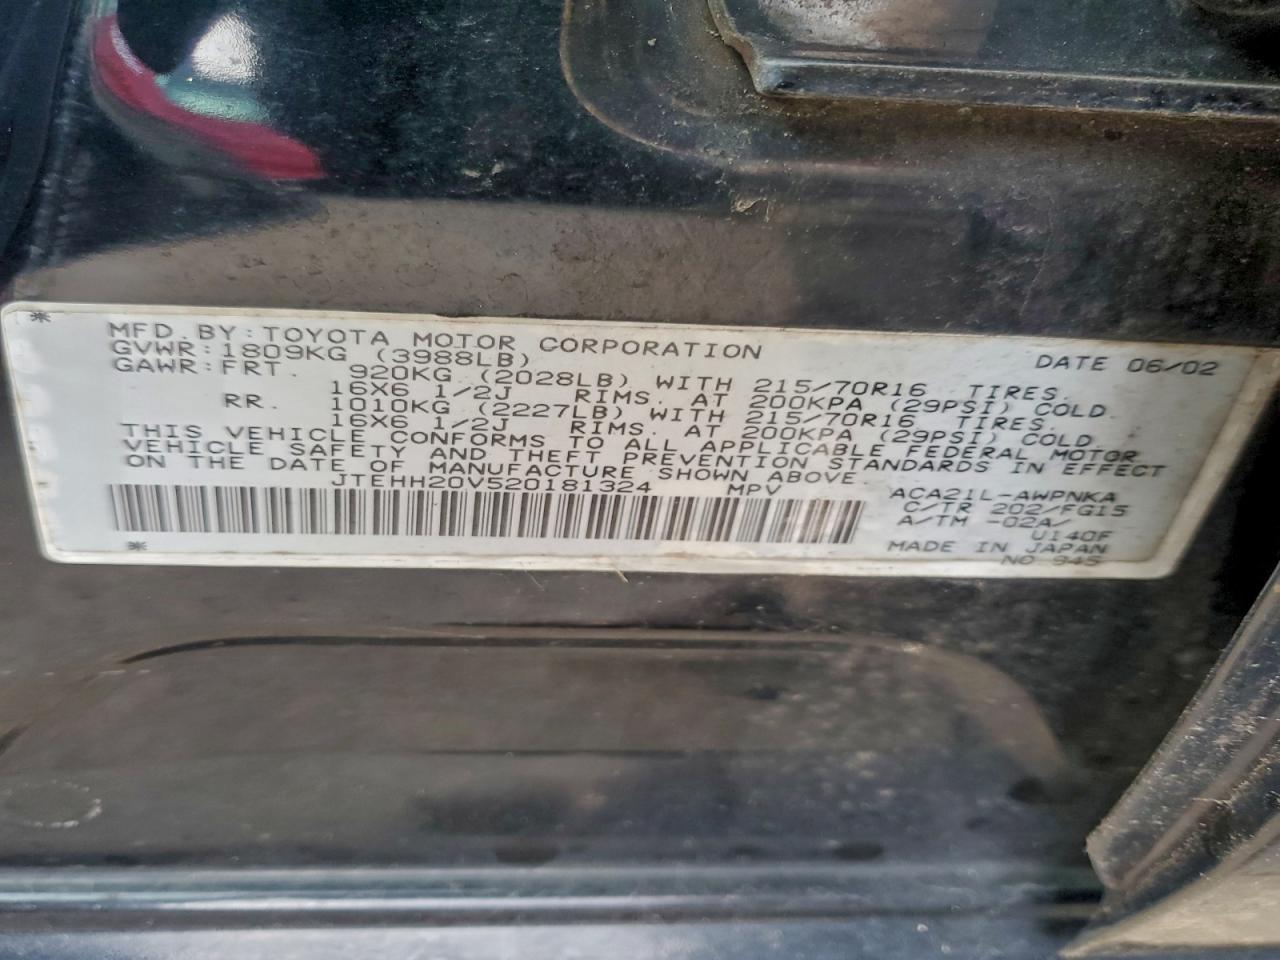 MFD. BY: TOYOTA MOTOR CORPORATION DATE 06/02
GVWR: 1809KG (3988LB)
GAWR: FRT. 920KG (2028LB) WITH 215/70R16 TIRES.
16X6 1/2J RIMS. AT 200KPA (29PSI) COLD.
RR. 1010KG (2227LB) WITH 215/70R16 TIRES.
16X6 1/2J RIMS. AT 200KPA (29PSI) COLD.
THIS VEHICLE CONFORMS TO ALL APPLICABLE FEDERAL MOTOR
VEHICLE SAFETY AND THEFT PREVENTION STANDARDS IN EFFECT
ON THE DATE OF MANUFACTURE SHOWN ABOVE.
JTEHH20V520181324 MPV
ACA21L-AWPNKA
C/TR 202/FG15
A/TM -02A/
U140F
MADE IN JAPAN
NO 945